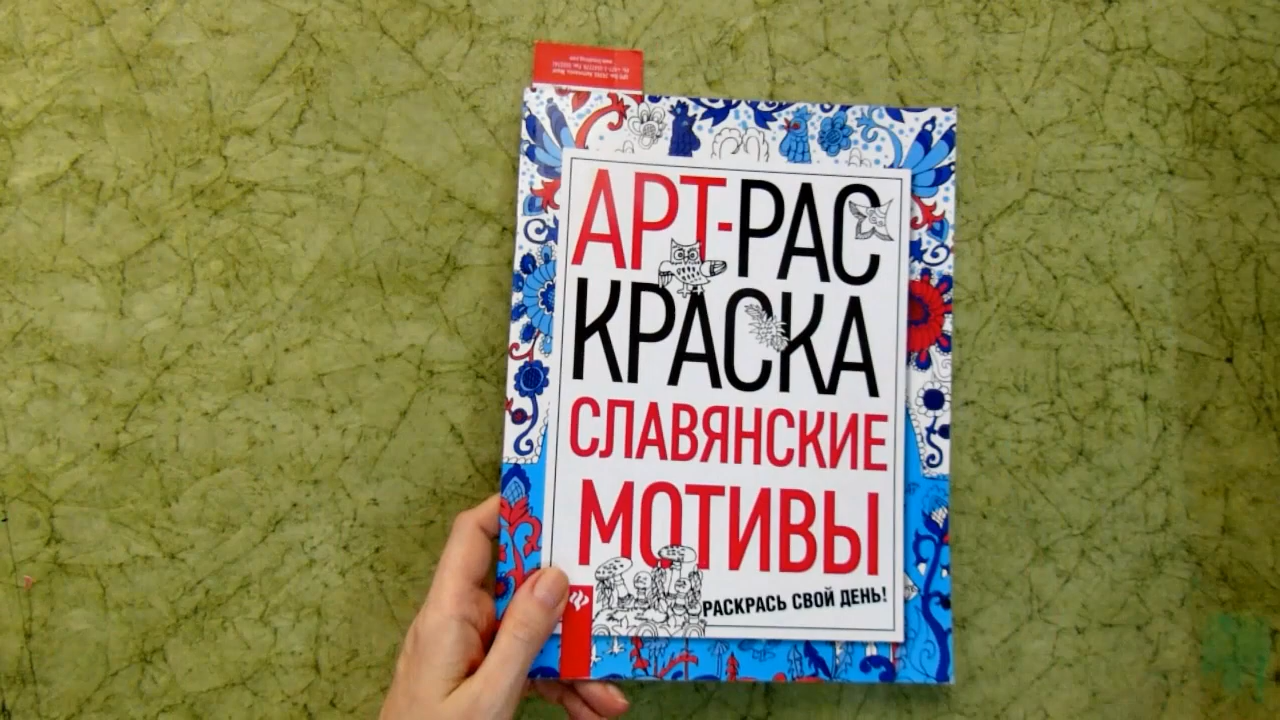 АРТ-РАС
КРАСКА
СЛАВЯНСКИЕ
МОТИВЫ
РАСКРАСЬ СВОЙ ДЕНЬ!